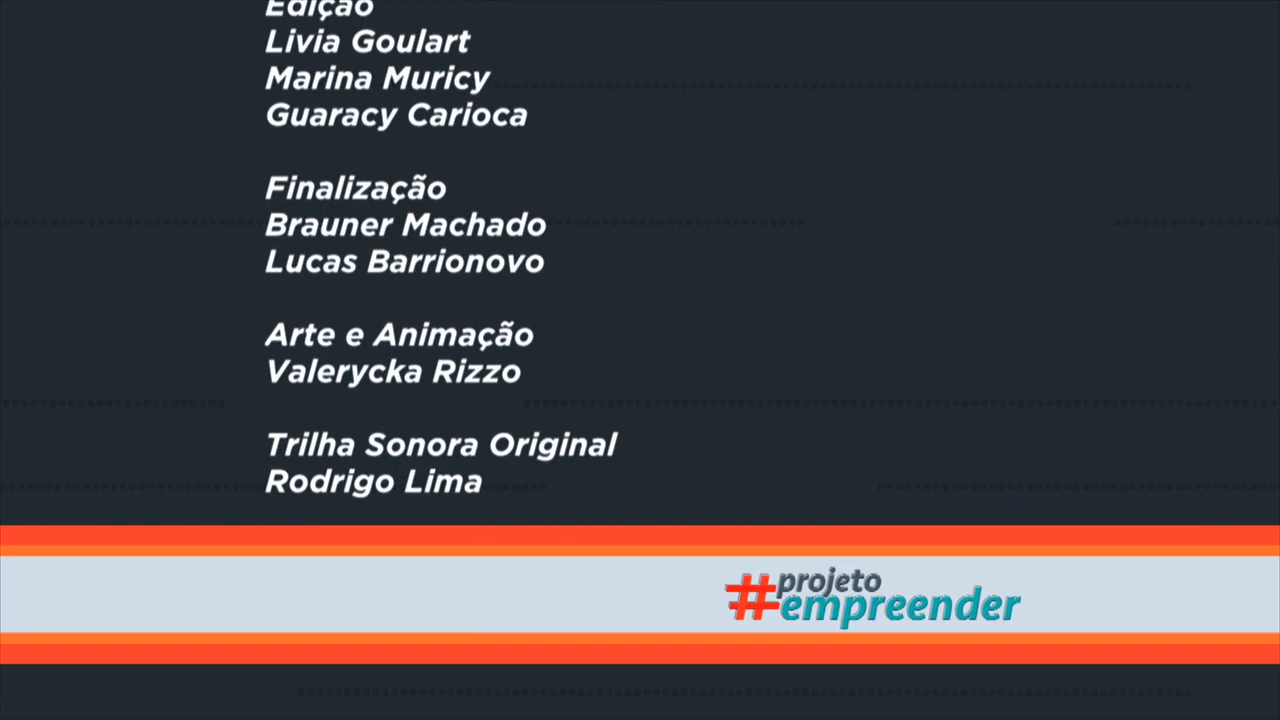 Edição
Livia Goulart
Marina Muricy
Guaracy Carioca
Finalização
Brauner Machado
Lucas Barrionovo
Arte e Animação
Valerycka Rizzo
Trilha Sonora Original
Rodrigo Lima
#projeto
empreender